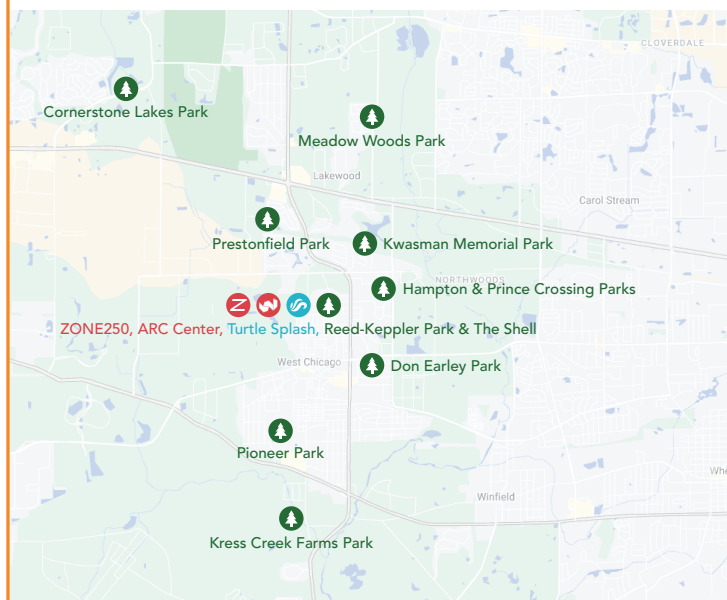 CLOVERDALE
Cornerstone Lakes Park
Meadow Woods Park
Lakewood
Carol Stream
Prestonfield Park
Kwasman Memorial Park
NORTHWOODS
Hampton & Prince Crossing Parks
ZONE250, ARC Center, Turtle Splash, Reed-Keppler Park & The Shell
West Chicago
Don Earley Park
Pioneer Park
Whe
Winfield
Kress Creek Farms Park